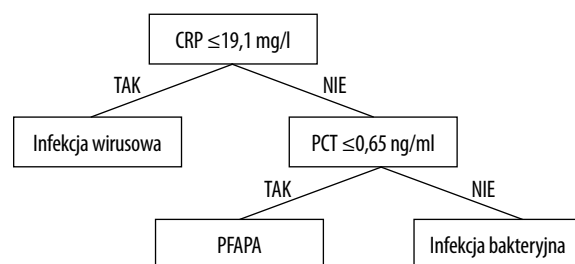 CRP ≤19,1 mg/l
TAK
NIE
Infekcja wirusowa
PCT ≤0,65 ng/ml
TAK
NIE
PFAPA
Infekcja bakteryjna